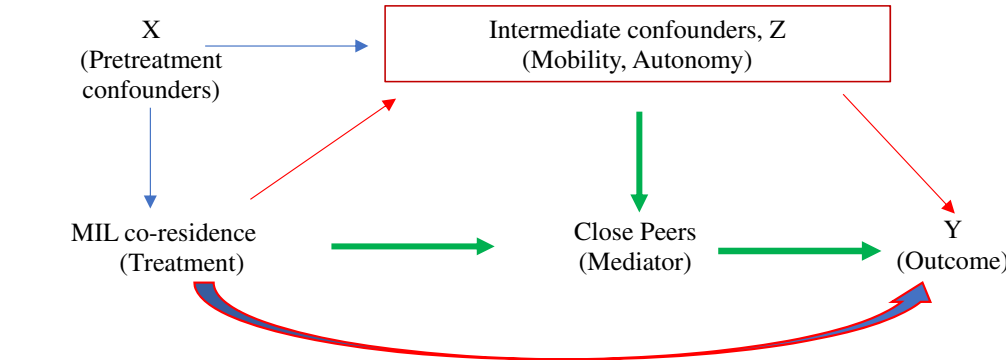 X
(Pretreatment
confounders)
Intermediate confounders, Z
(Mobility, Autonomy)
MIL co-residence
(Treatment)
Close Peers
(Mediator)
Y
(Outcome)